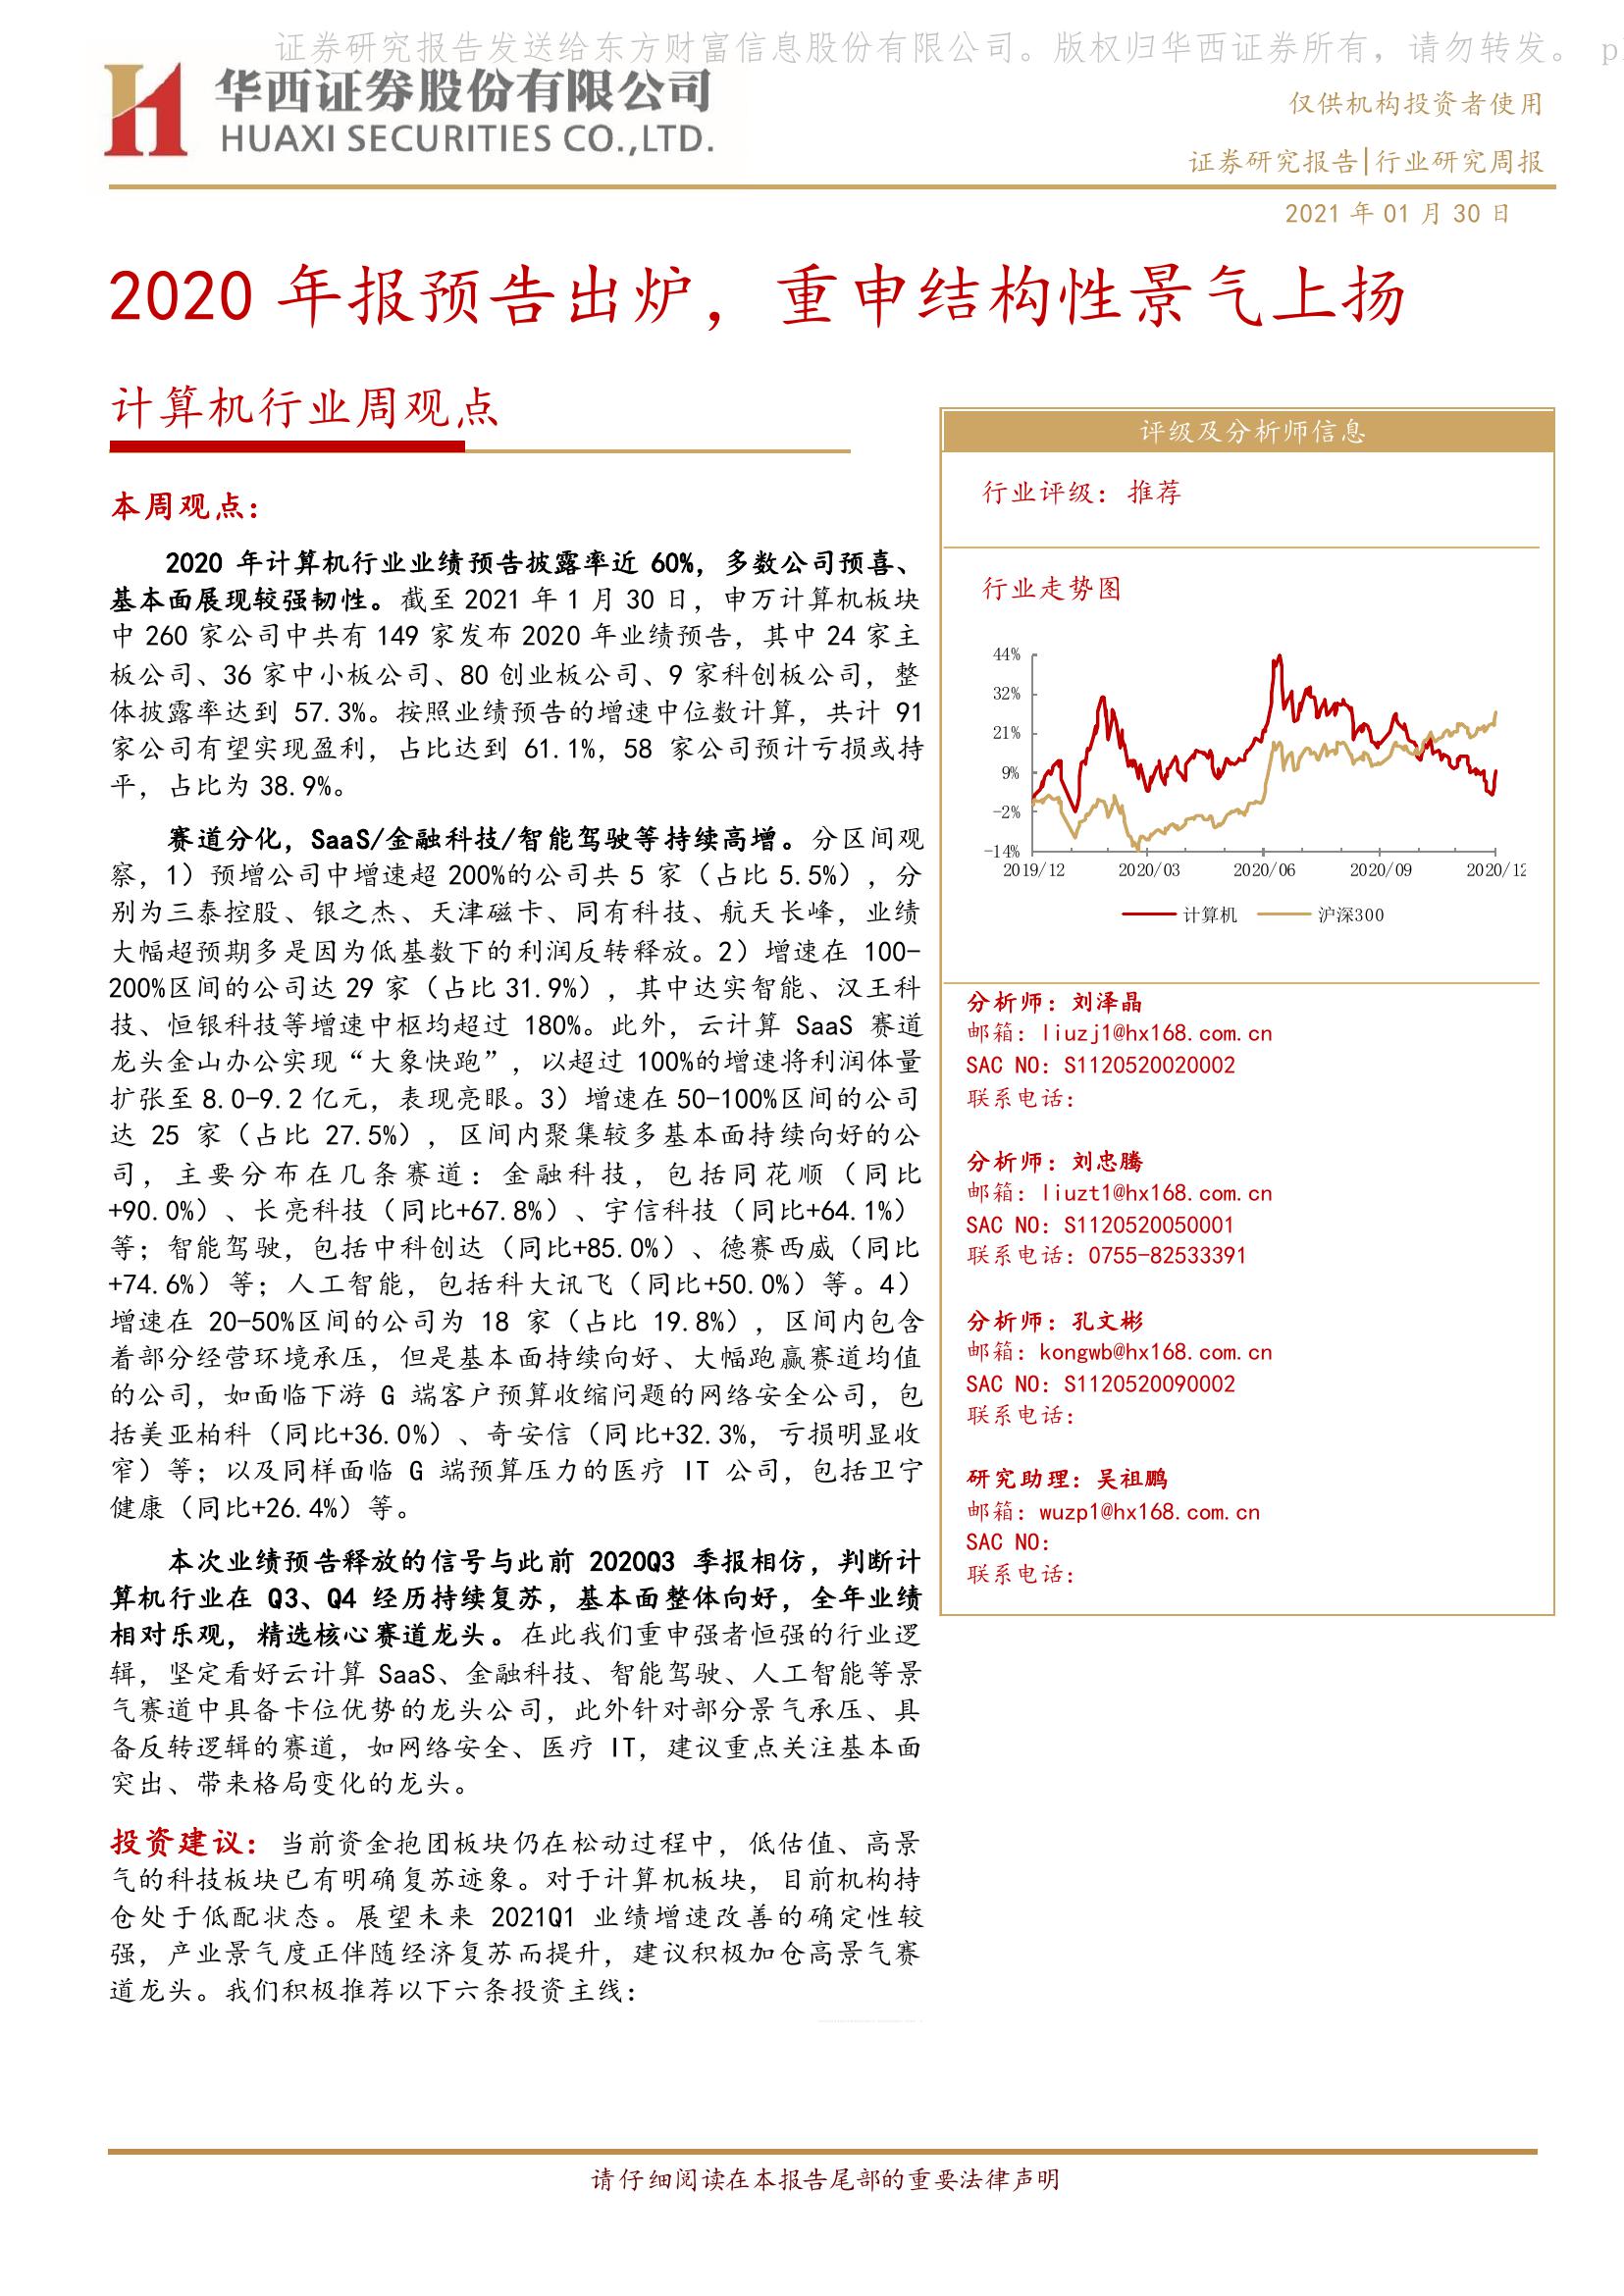 证券研究报告发送给东方财富信息股份有限公司。版权归华西证券所有，请勿转发。 p
华西证券股份有限公司
HUAXI SECURITIES CO.,LTD.
仅供机构投资者使用
证券研究报告|行业研究周报
2021 年 01 月 30 日
2020 年报预告出炉，重申结构性景气上扬
计算机行业周观点
本周观点：
2020 年计算机行业业绩预告披露率近 60%，多数公司预喜、
基本面展现较强韧性。截至 2021 年 1 月 30 日，申万计算机板块
中 260 家公司中共有 149 家发布 2020 年业绩预告，其中 24 家主
板公司、36 家中小板公司、80 创业板公司、9 家科创板公司，整
体披露率达到 57.3%。按照业绩预告的增速中位数计算，共计 91
家公司有望实现盈利，占比达到 61.1%，58 家公司预计亏损或持
平，占比为 38.9%。
赛道分化，SaaS/金融科技/智能驾驶等持续高增。分区间观
察，1）预增公司中增速超 200%的公司共 5 家（占比 5.5%），分
别为三泰控股、银之杰、天津磁卡、同有科技、航天长峰，业绩
大幅超预期多是因为低基数下的利润反转释放。2）增速在 100-
200%区间的公司达 29 家（占比 31.9%），其中达实智能、汉王科
技、恒银科技等增速中枢均超过 180%。此外，云计算 SaaS 赛道
龙头金山办公实现“大象快跑”，以超过 100%的增速将利润体量
扩张至 8.0-9.2 亿元，表现亮眼。3）增速在 50-100%区间的公司
达 25 家（占比 27.5%），区间内聚集较多基本面持续向好的公
司，主要分布在几条赛道：金融科技，包括同花顺（同比
+90.0%）、长亮科技（同比+67.8%）、宇信科技（同比+64.1%）
等；智能驾驶，包括中科创达（同比+85.0%）、德赛西威（同比
+74.6%）等；人工智能，包括科大讯飞（同比+50.0%）等。4）
增速在 20-50%区间的公司为 18 家（占比 19.8%），区间内包含
着部分经营环境承压，但是基本面持续向好、大幅跑赢赛道均值
的公司，如面临下游 G 端客户预算收缩问题的网络安全公司，包
括美亚柏科（同比+36.0%）、奇安信（同比+32.3%，亏损明显收
窄）等；以及同样面临 G 端预算压力的医疗 IT 公司，包括卫宁
健康（同比+26.4%）等。
本次业绩预告释放的信号与此前 2020Q3 季报相仿，判断计
算机行业在 Q3、Q4 经历持续复苏，基本面整体向好，全年业绩
相对乐观，精选核心赛道龙头。在此我们重申强者恒强的行业逻
辑，坚定看好云计算 SaaS、金融科技、智能驾驶、人工智能等景
气赛道中具备卡位优势的龙头公司，此外针对部分景气承压、具
备反转逻辑的赛道，如网络安全、医疗 IT，建议重点关注基本面
突出、带来格局变化的龙头。
投资建议：当前资金抱团板块仍在松动过程中，低估值、高景
气的科技板块已有明确复苏迹象。对于计算机板块，目前机构持
仓处于低配状态。展望未来 2021Q1 业绩增速改善的确定性较
强，产业景气度正伴随经济复苏而提升，建议积极加仓高景气赛
道龙头。我们积极推荐以下六条投资主线：
评级及分析师信息
行业评级：推荐
行业走势图
44%
32%
21%
9%
-2%
-14%
2019/12 2020/03 2020/06 2020/09 2020/12
计算机 沪深300
分析师：刘泽晶
邮箱：liuzj1@hx168.com.cn
SAC NO：S1120520020002
联系电话：
分析师：刘忠腾
邮箱：liuzt1@hx168.com.cn
SAC NO：S1120520050001
联系电话：0755-82533391
分析师：孔文彬
邮箱：kongwb@hx168.com.cn
SAC NO：S1120520090002
联系电话：
研究助理：吴祖鹏
邮箱：wuzp1@hx168.com.cn
SAC NO：
联系电话：
请仔细阅读在本报告尾部的重要法律声明